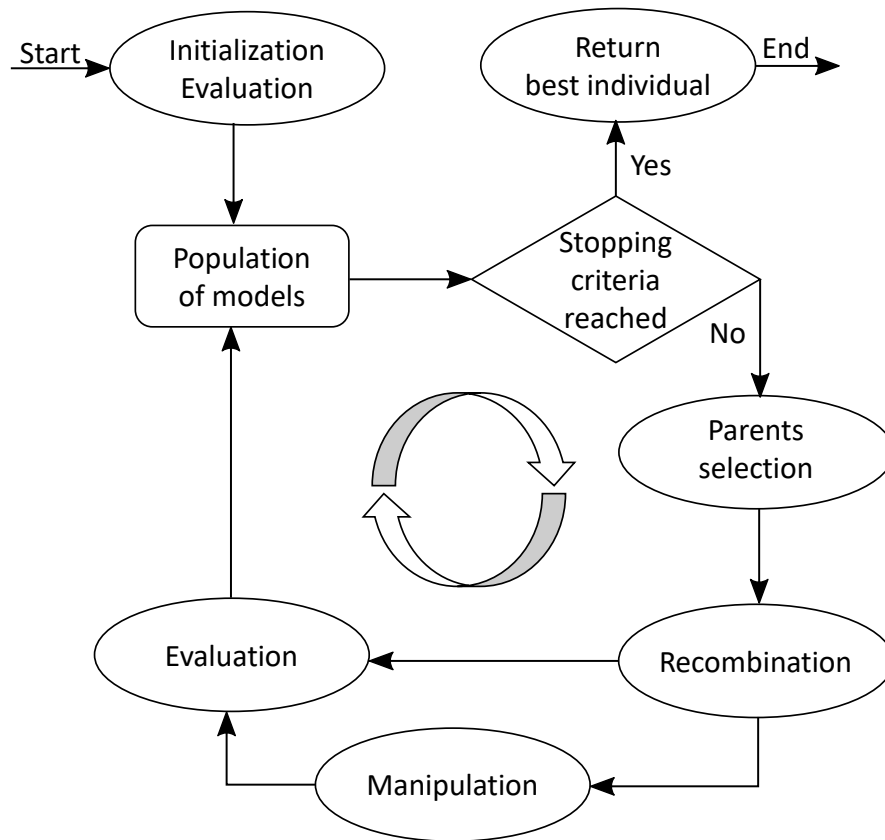 Start
Initialization
Evaluation
Return
best individual
End
Yes
Population
of models
Stopping
criteria
reached
No
Parents
selection
Evaluation
Recombination
Manipulation